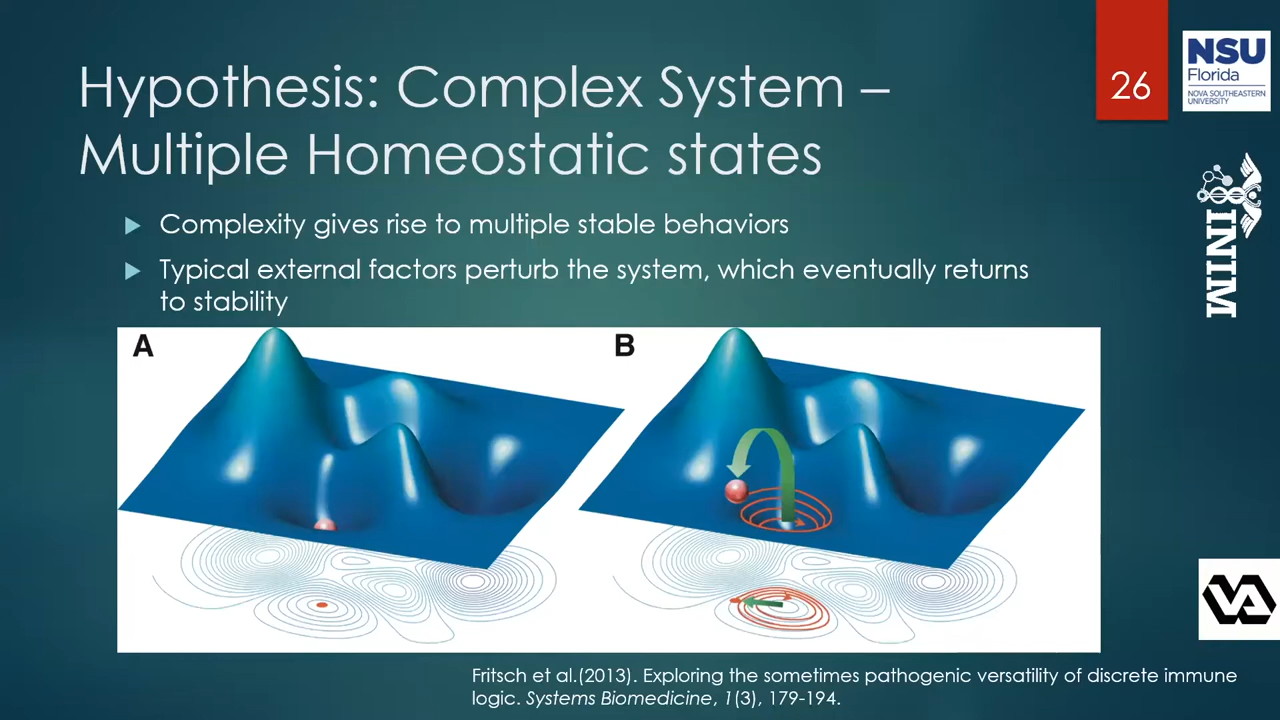 Hypothesis: Complex System –
Multiple Homeostatic states
26
NSU
Florida
NOVA SOUTHEASTERN
UNIVERSITY
INIM
Complexity gives rise to multiple stable behaviors
Typical external factors perturb the system, which eventually returns
to stability
A
B
VA
Fritsch et al.(2013). Exploring the sometimes pathogenic versatility of discrete immune
logic. Systems Biomedicine, 1(3), 179-194.